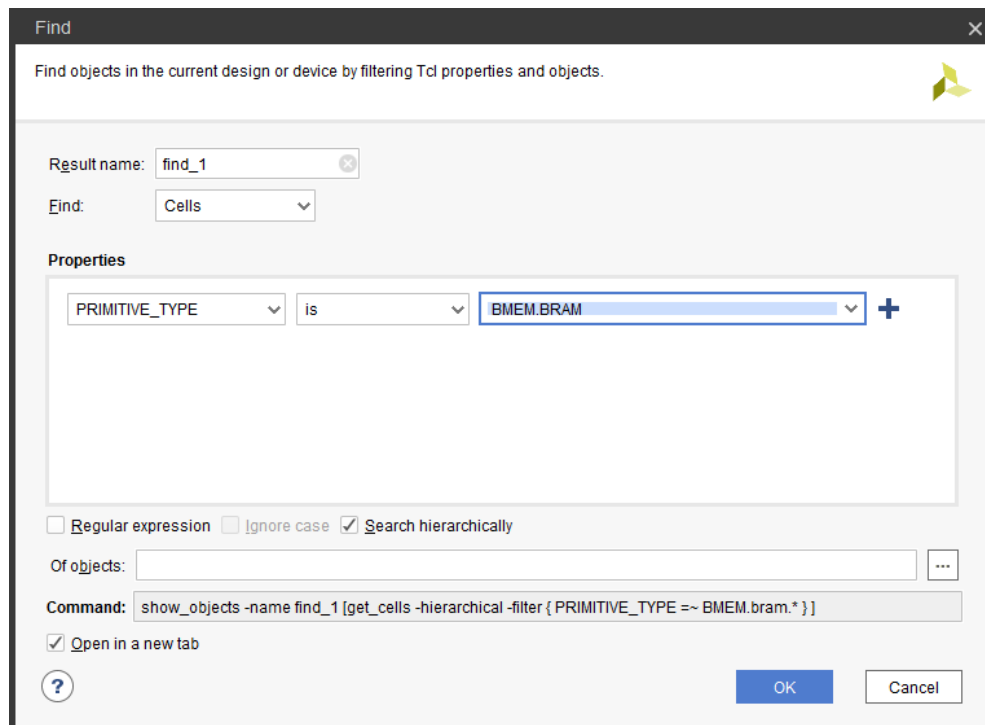 Find
Find objects in the current design or device by filtering Tcl properties and objects.
Result name: find_1
Find: Cells
Properties
PRIMITIVE_TYPE is BMEM.BRAM
Regular expression Ignore case Search hierarchically
Of objects: ...
Command: show_objects -name find_1 [get_cells -hierarchical -filter { PRIMITIVE_TYPE =~ BMEM.bram.* } ]
Open in a new tab
? OK Cancel